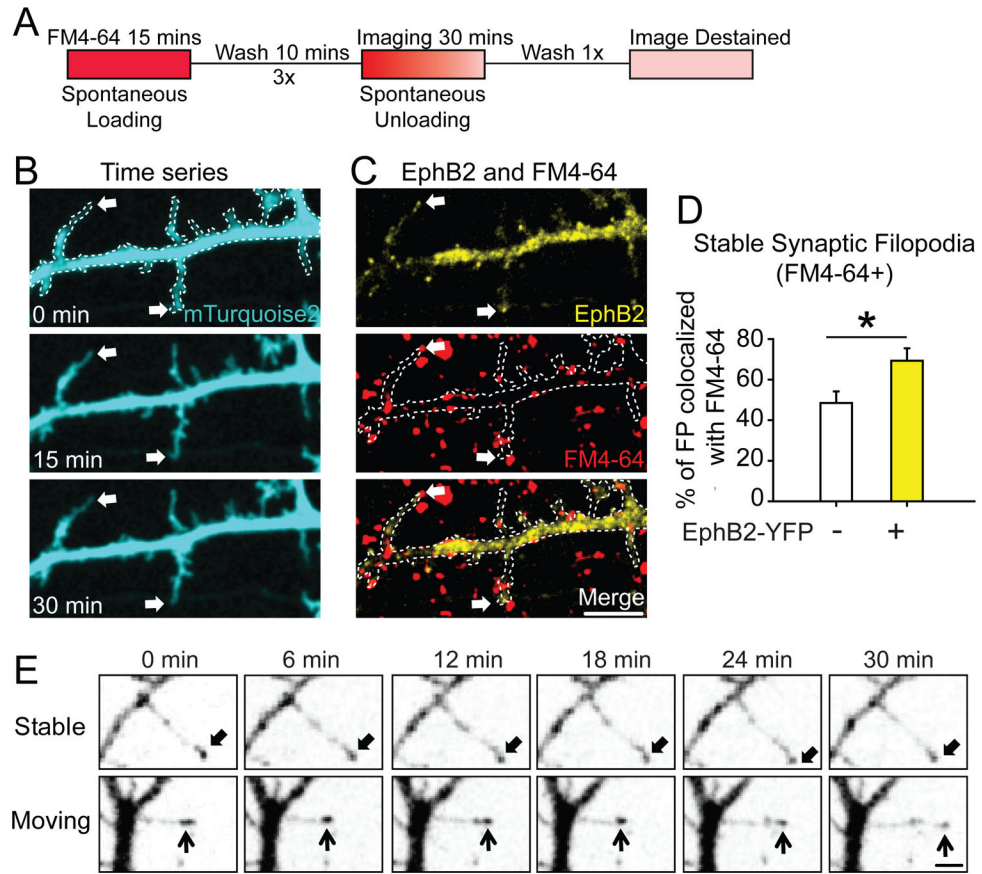 A
FM4-64 15 mins
Wash 10 mins
3x
Imaging 30 mins
Wash 1x
Image Destained
Spontaneous
Loading
Spontaneous
Unloading
B
Time series
0 min
mTurquoise2
15 min
30 min
C
EphB2 and FM4-64
EphB2
FM4-64
Merge
D
Stable Synaptic Filopodia
(FM4-64+)
% of FP colocalized
with FM4-64
80
60
40
20
0
*
EphB2-YFP - +
E
0 min 6 min 12 min 18 min 24 min 30 min
Stable
Moving